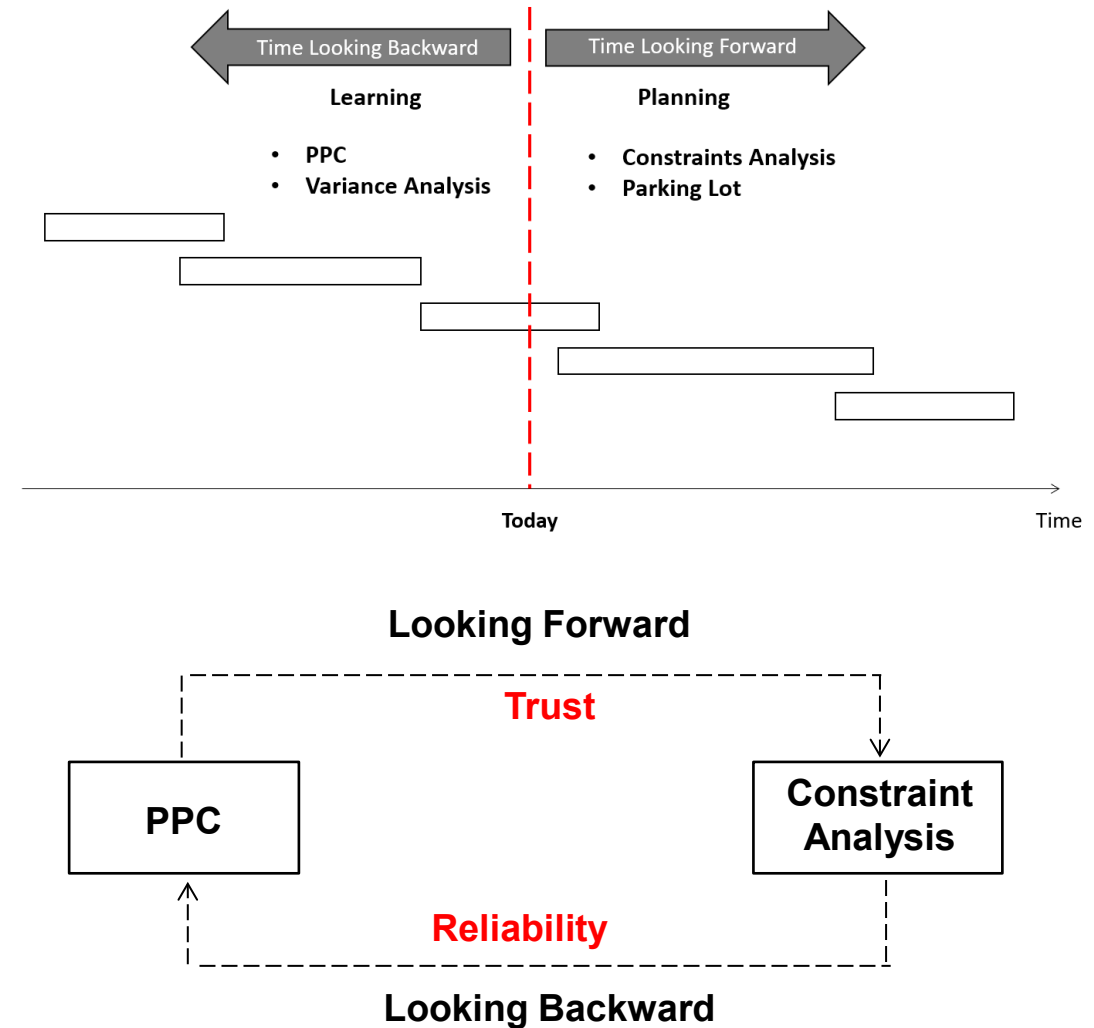 Time Looking Backward
Time Looking Forward
Learning
Planning
• PPC
• Variance Analysis
• Constraints Analysis
• Parking Lot
Today
Time
Looking Forward
Trust
PPC
Constraint
Analysis
Reliability
Looking Backward